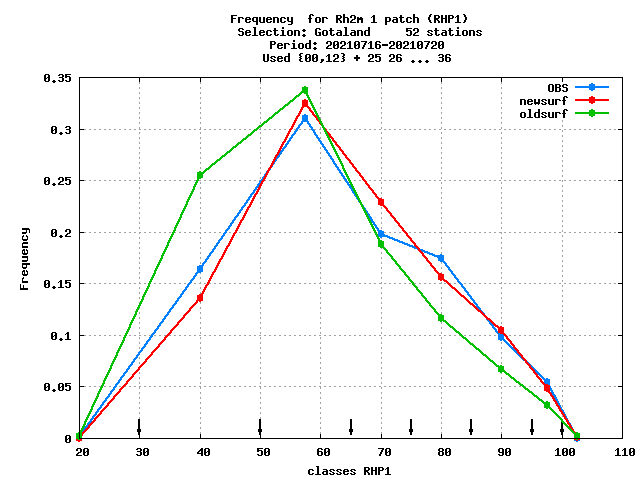 Frequency  for Rh2m 1 patch (RHP1)
Selection: Gotaland     52 stations
Period: 20210716-20210720
Used {00,12} + 25 26 ... 36
0.35
0.3
0.25
0.2
0.15
0.1
0.05
0
Frequency
OBS
newsurf
oldsurf
20 30 40 50 60 70 80 90 100 110
classes RHP1